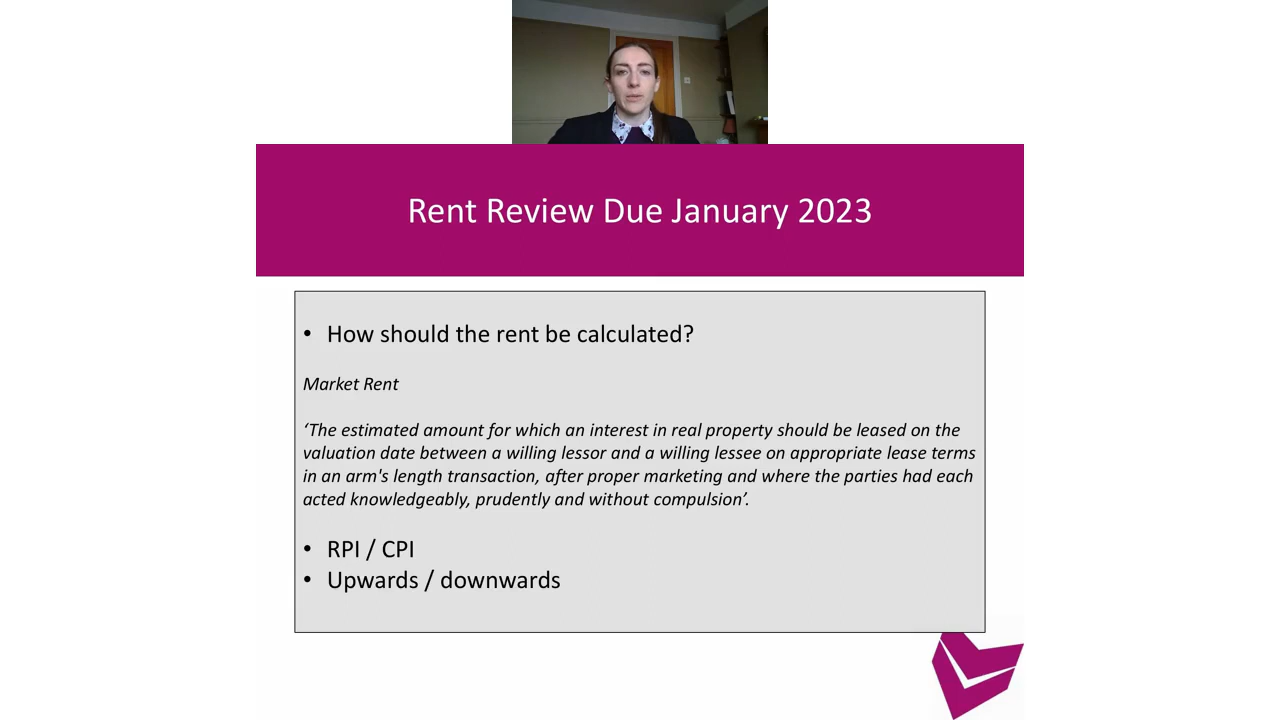 Rent Review Due January 2023
• How should the rent be calculated?
Market Rent
‘The estimated amount for which an interest in real property should be leased on the
valuation date between a willing lessor and a willing lessee on appropriate lease terms
in an arm's length transaction, after proper marketing and where the parties had each
acted knowledgeably, prudently and without compulsion’.
• RPI / CPI
• Upwards / downwards